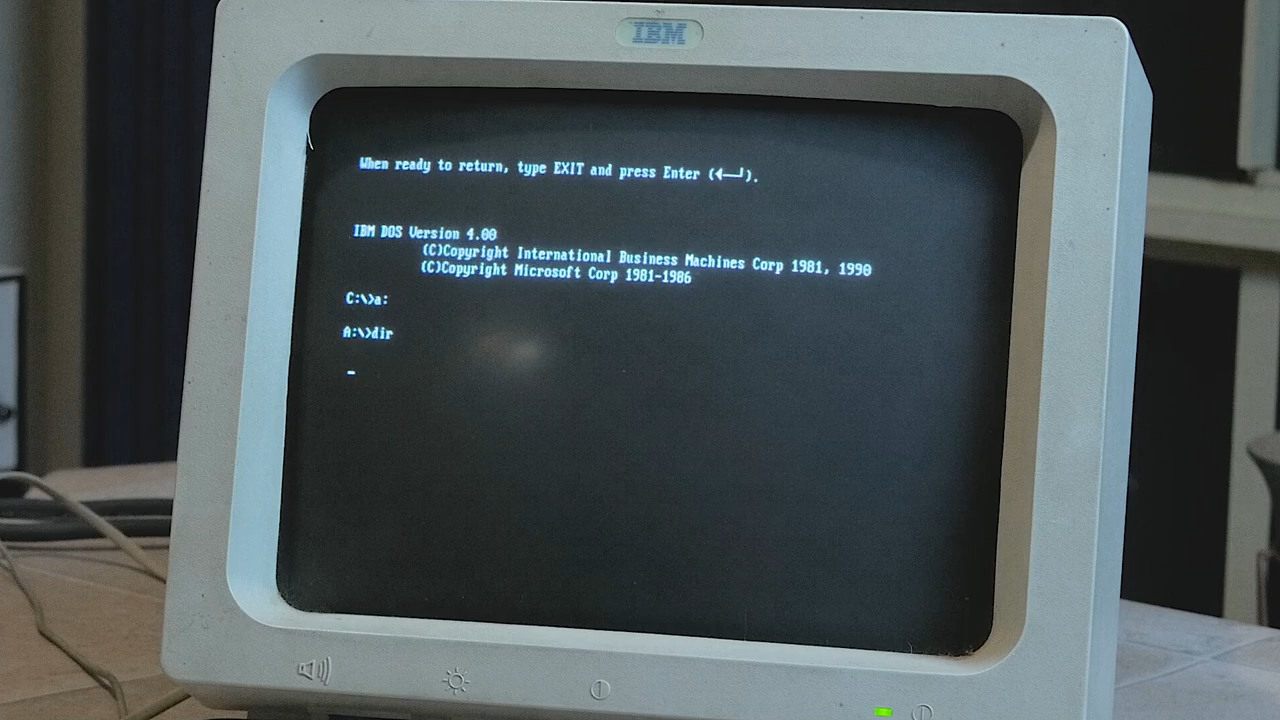 IBM
When ready to return, type EXIT and press Enter (◄─┘).
IBM DOS Version 4.00
(C)Copyright International Business Machines Corp 1981, 1990
(C)Copyright Microsoft Corp 1981-1986
C:\>a:
A:\>dir